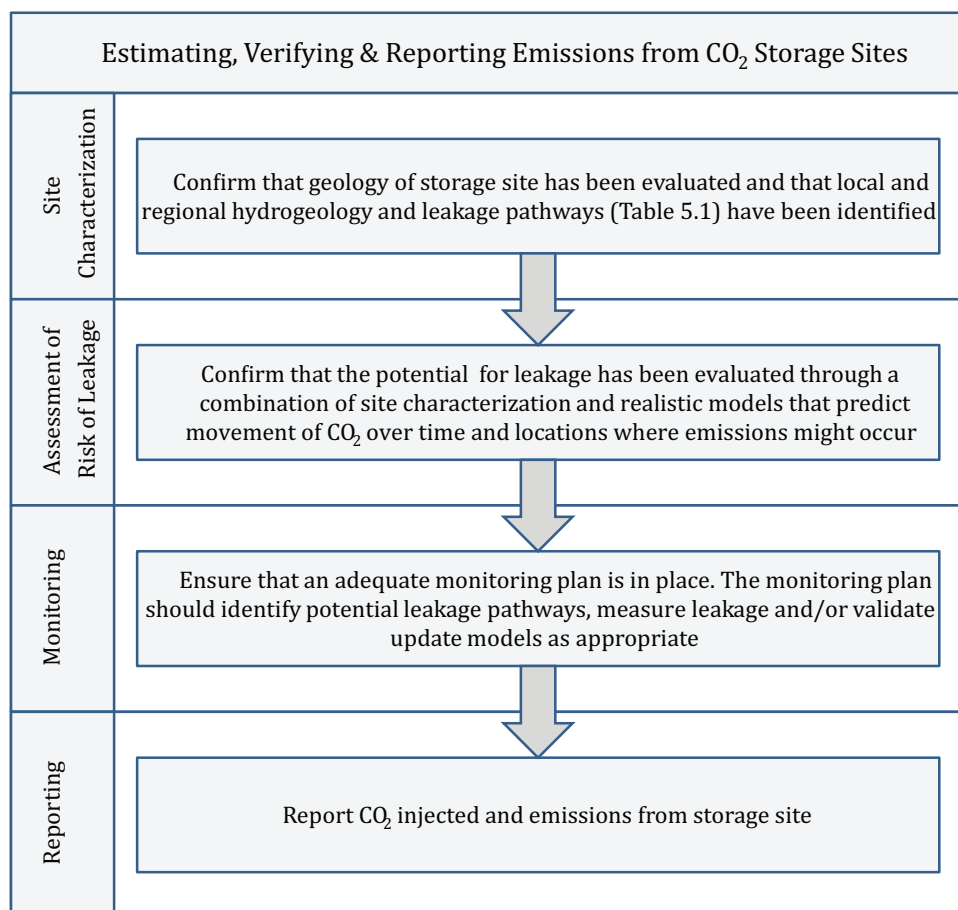 Estimating, Verifying & Reporting Emissions from CO₂ Storage Sites
Site
Characterization
Confirm that geology of storage site has been evaluated and that local and
regional hydrogeology and leakage pathways (Table 5.1) have been identified
Assessment of
Risk of Leakage
Confirm that the potential for leakage has been evaluated through a
combination of site characterization and realistic models that predict
movement of CO₂ over time and locations where emissions might occur
Monitoring
Ensure that an adequate monitoring plan is in place. The monitoring plan
should identify potential leakage pathways, measure leakage and/or validate
update models as appropriate
Reporting
Report CO₂ injected and emissions from storage site